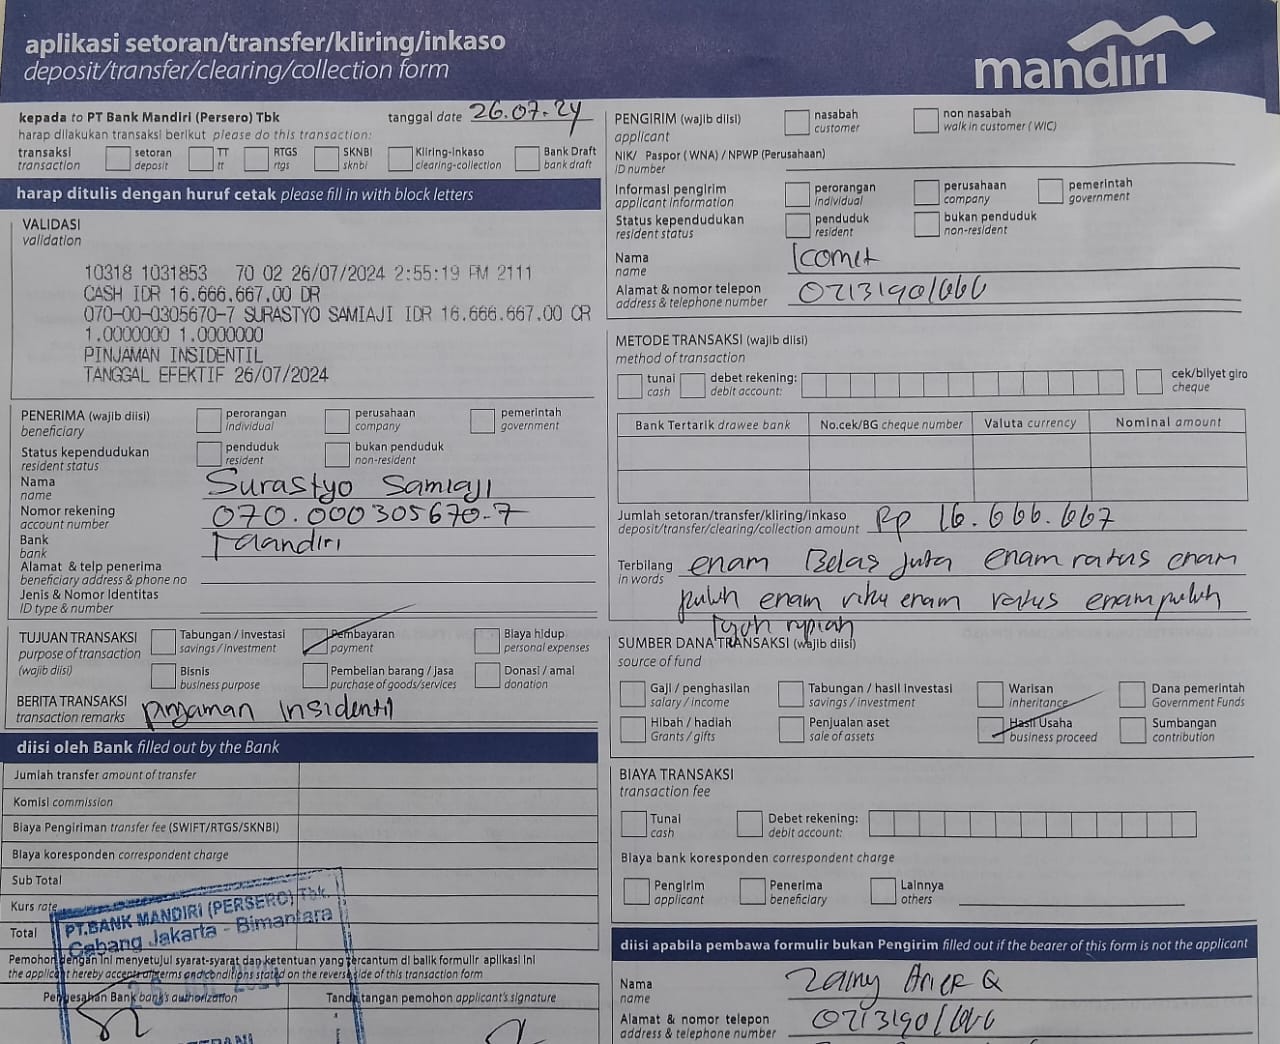 aplikasi setoran/transfer/kliring/inkaso
deposit/transfer/clearing/collection form
mandiri
kepada to PT Bank Mandiri (Persero) Tbk
tanggal date 26.07.24
harap dilakukan transaksi berikut please do this transaction:
transaksi
transaction
setoran
deposit
TT
tt
RTGS
rtgs
SKNBI
sknbi
Kliring-inkaso
clearing-collection
Bank Draft
bank draft
harap ditulis dengan huruf cetak please fill in with block letters
VALIDASI
validation
10318 1031853 70 02 26/07/2024 2:55:19 PM 2111
CASH IDR 16.666.667.00 DR
070-00-0305670-7 SURASTYO SAMIAJI IDR 16.666.667.00 CR
1.0000000 1.0000000
PINJAMAN INSIDENTIL
TANGGAL EFEKTIF 26/07/2024
PENERIMA (wajib diisi)
beneficiary
perorangan
individual
perusahaan
company
pemerintah
government
Status kependudukan
resident status
penduduk
resident
bukan penduduk
non-resident
Nama
name
Surastyo Samiaji
Nomor rekening
account number
070.000305670-7
Bank
bank
Mandiri
Alamat & telp penerima
beneficiary address & phone no
Jenis & Nomor Identitas
ID type & number
TUJUAN TRANSAKSI
purpose of transaction
(wajib diisi)
Tabungan / investasi
savings / investment
Pembayaran
payment
Biaya hidup
personal expenses
Bisnis
business purpose
Pembelian barang / jasa
purchase of goods/services
Donasi / amal
donation
BERITA TRANSAKSI
transaction remarks
pinjaman Insidentil
diisi oleh Bank filled out by the Bank
Jumlah transfer amount of transfer
Komisi commission
Biaya Pengiriman transfer fee (SWIFT/RTGS/SKNBI)
Biaya koresponden correspondent charge
Sub Total
Kurs rate
Total
PT.BANK MANDIRI (PERSERO) Tbk.
Cabang Jakarta - Bimantara
Pemohon dengan ini menyetujui syarat-syarat dan ketentuan yang tercantum di balik formulir aplikasi ini
the applicant hereby accepts all terms and conditions stated on the reverse side of this transaction form
Pengesahan Bank bank's authorization
Tanda tangan pemohon applicant's signature
PENGIRIM (wajib diisi)
applicant
nasabah
customer
non nasabah
walk in customer (WIC)
NIK/ Paspor (WNA) / NPWP (Perusahaan)
ID number
Informasi pengirim
applicant information
perorangan
individual
perusahaan
company
pemerintah
government
Status kependudukan
resident status
penduduk
resident
bukan penduduk
non-resident
Nama
name
Icomit
Alamat & nomor telepon
address & telephone number
02131901666
METODE TRANSAKSI (wajib diisi)
method of transaction
tunai
cash
debet rekening:
debit account:
cek/bilyet giro
cheque
Bank Tertarik drawee bank
No.cek/BG cheque number
Valuta currency
Nominal amount
Jumlah setoran/transfer/kliring/inkaso
deposit/transfer/clearing/collection amount
Rp 16.666.667
Terbilang
in words
enam Belas juta enam ratus enam
puluh enam ribu enam ratus enam puluh
tujuh rupiah
SUMBER DANA TRANSAKSI (wajib diisi)
source of fund
Gaji / penghasilan
salary / income
Tabungan / hasil investasi
savings / investment
Warisan
inheritance
Dana pemerintah
Government Funds
Hibah / hadiah
Grants / gifts
Penjualan aset
sale of assets
Hasil Usaha
business proceed
Sumbangan
contribution
BIAYA TRANSAKSI
transaction fee
Tunai
cash
Debet rekening:
debit account:
Biaya bank koresponden correspondent charge
Pengirim
applicant
Penerima
beneficiary
Lainnya
others
diisi apabila pembawa formulir bukan Pengirim filled out if the bearer of this form is not the applicant
Nama
name
Zainy Arief Q
Alamat & nomor telepon
address & telephone number
02131901666